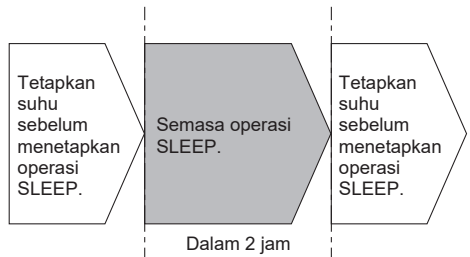 Tetapkan
suhu
sebelum
menetapkan
operasi
SLEEP.
Semasa operasi
SLEEP.
Tetapkan
suhu
sebelum
menetapkan
operasi
SLEEP.
Dalam 2 jam